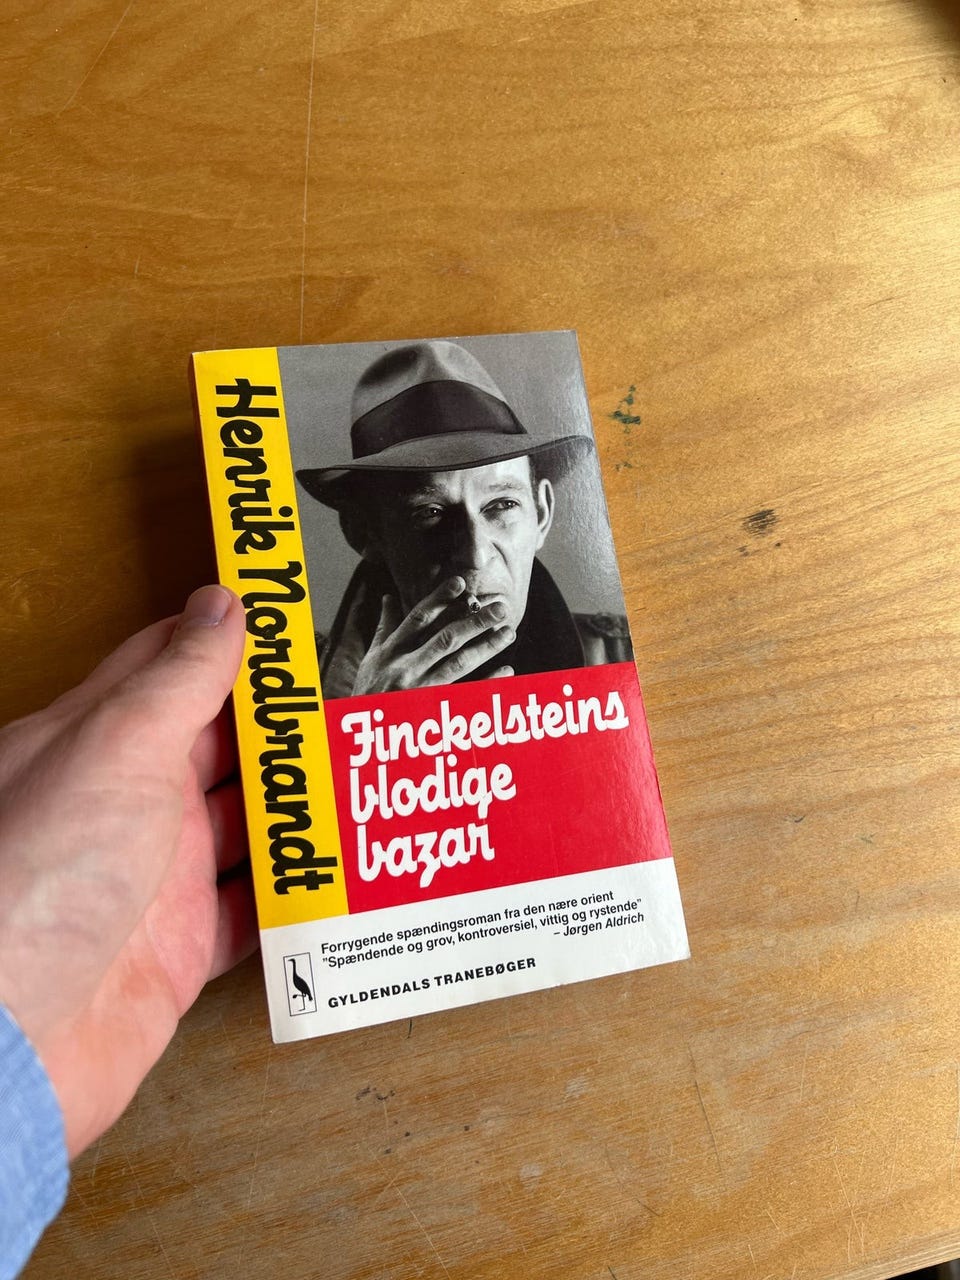 Henrik Nordbrandt
Finckelsteins
blodige
bazar
Forrygende spændingsroman fra den nære orient
"Spændende og grov, kontroversiel, vittig og rystende"
– Jørgen Aldrich
GYLDENDALS TRANEBØGER